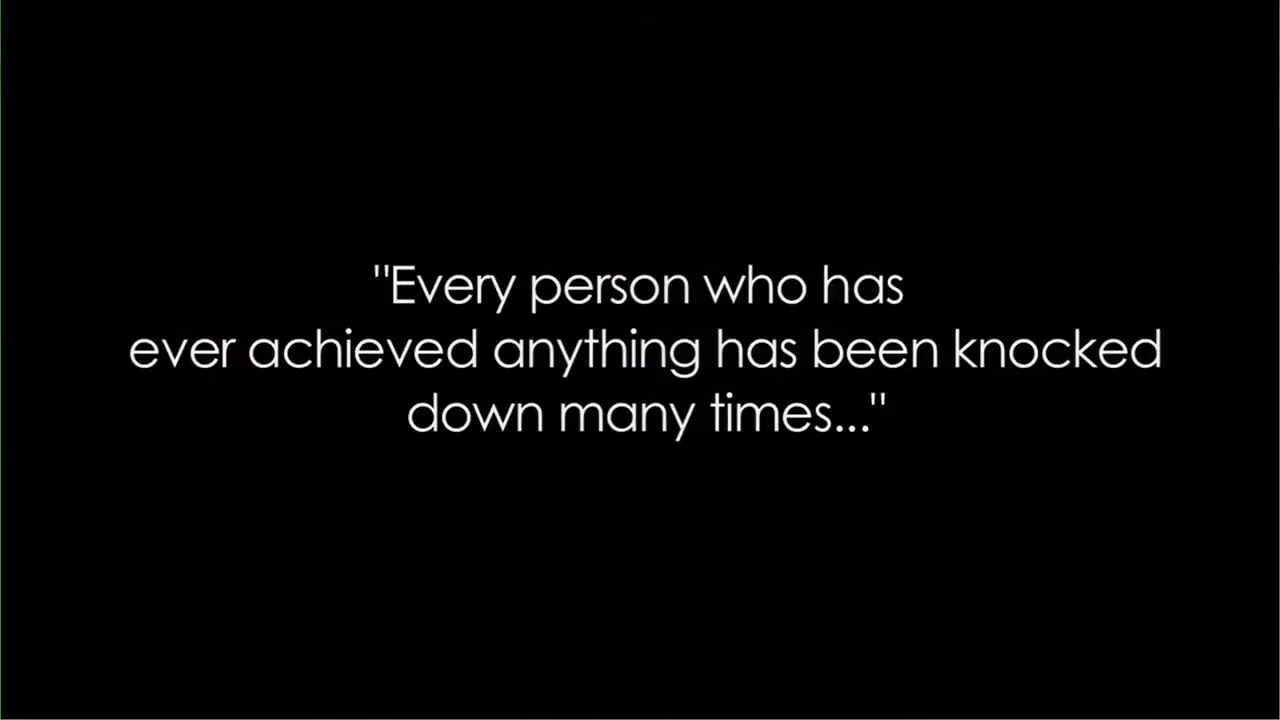 "Every person who has
ever achieved anything has been knocked
down many times..."